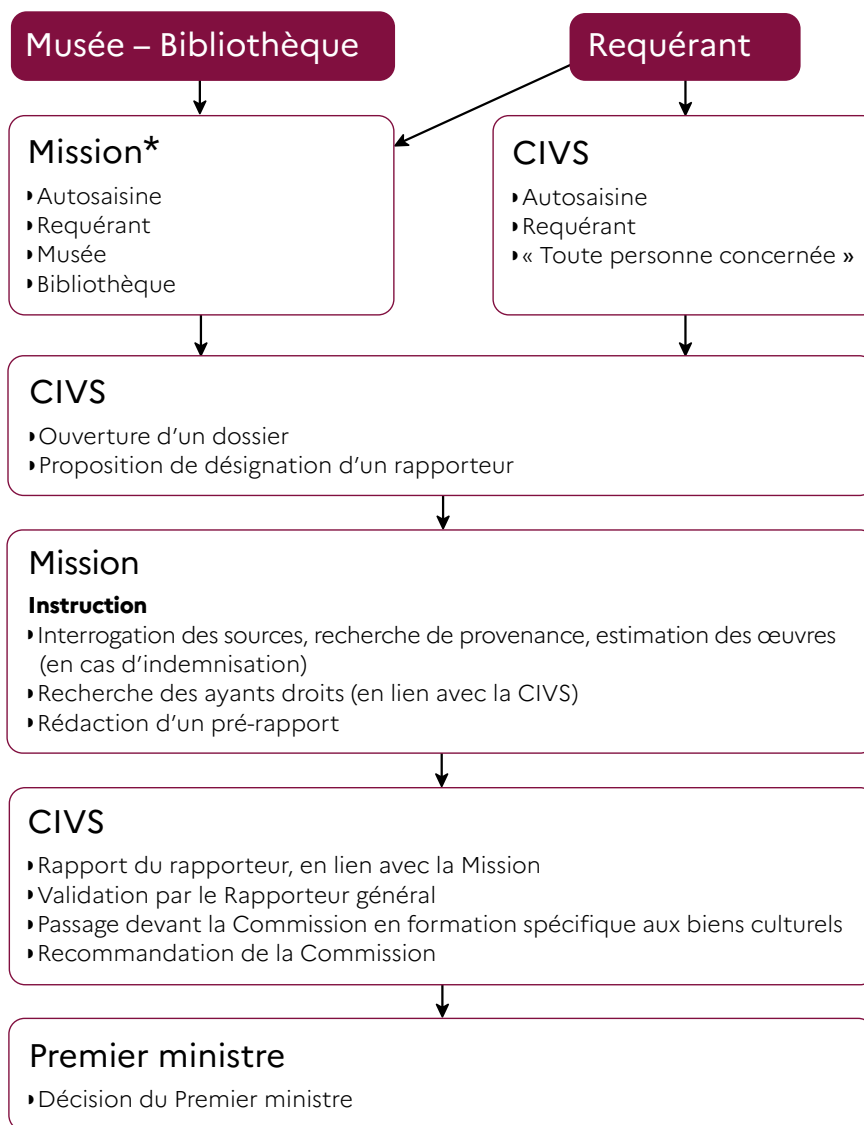 Musée – Bibliothèque
Requérant
Mission*
◗ Autosaisine
◗ Requérant
◗ Musée
◗ Bibliothèque
CIVS
◗ Autosaisine
◗ Requérant
◗ « Toute personne concernée »
CIVS
◗ Ouverture d’un dossier
◗ Proposition de désignation d’un rapporteur
Mission
Instruction
◗ Interrogation des sources, recherche de provenance, estimation des œuvres
(en cas d’indemnisation)
◗ Recherche des ayants droits (en lien avec la CIVS)
◗ Rédaction d’un pré-rapport
CIVS
◗ Rapport du rapporteur, en lien avec la Mission
◗ Validation par le Rapporteur général
◗ Passage devant la Commission en formation spécifique aux biens culturels
◗ Recommandation de la Commission
Premier ministre
◗ Décision du Premier ministre